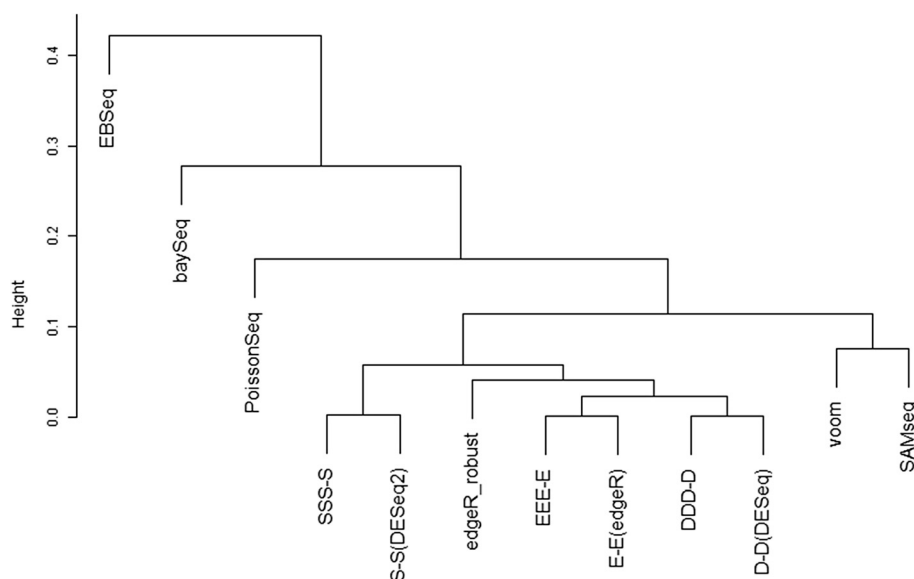 Height
0.0
0.1
0.2
0.3
0.4
EBSeq
baySeq
PoissonSeq
SSS-S
S-S(DESeq2)
edgeR_robust
EEE-E
E-E(edgeR)
DDD-D
D-D(DESeq)
voom
SAMseq